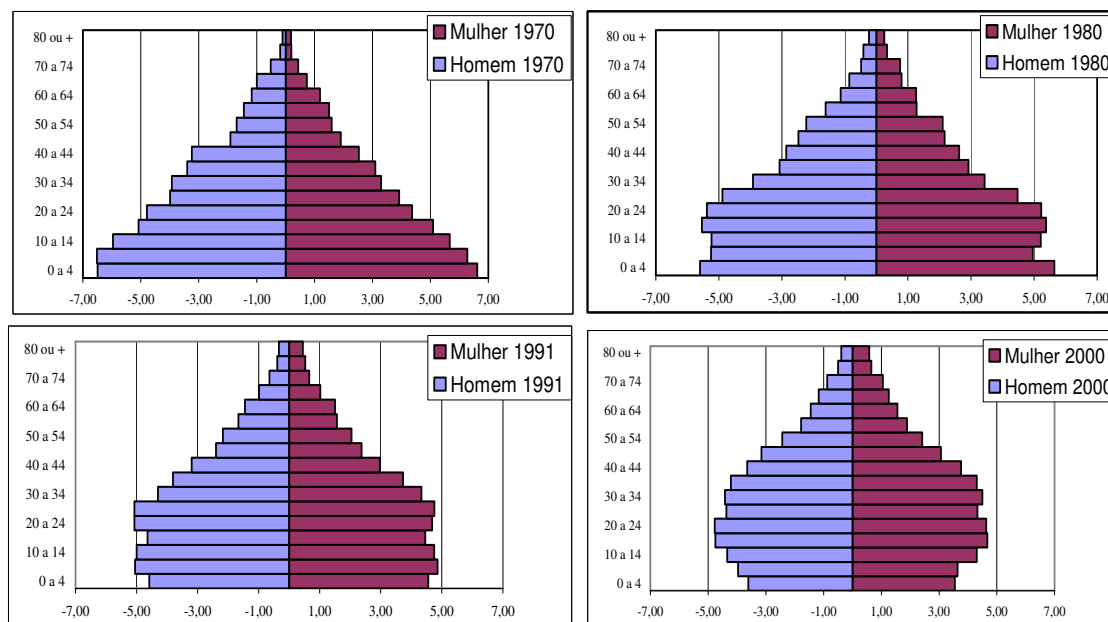 80 ou +
70 a 74
60 a 64
50 a 54
40 a 44
30 a 34
20 a 24
10 a 14
0 a 4
-7,00 -5,00 -3,00 -1,00 1,00 3,00 5,00 7,00
Mulher 1970
Homem 1970
80 ou +
70 a 74
60 a 64
50 a 54
40 a 44
30 a 34
20 a 24
10 a 14
0 a 4
-7,00 -5,00 -3,00 -1,00 1,00 3,00 5,00 7,00
Mulher 1980
Homem 1980
80 ou +
70 a 74
60 a 64
50 a 54
40 a 44
30 a 34
20 a 24
10 a 14
0 a 4
-7,00 -5,00 -3,00 -1,00 1,00 3,00 5,00 7,00
Mulher 1991
Homem 1991
80 ou +
70 a 74
60 a 64
50 a 54
40 a 44
30 a 34
20 a 24
10 a 14
0 a 4
-7,00 -5,00 -3,00 -1,00 1,00 3,00 5,00 7,00
Mulher 2000
Homem 2000